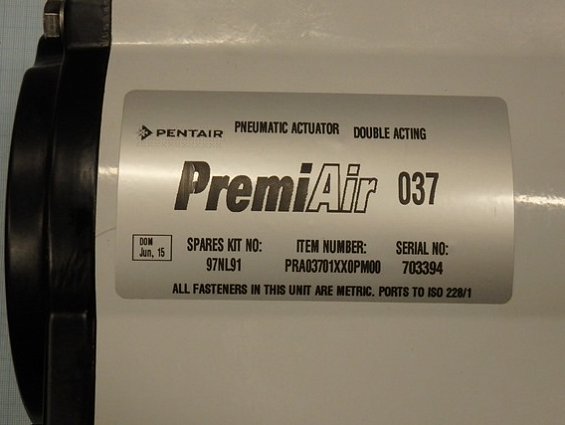 PENTAIR PNEUMATIC ACTUATOR DOUBLE ACTING
PremiAir 037
DOM
Jun, 15
SPARES KIT NO: ITEM NUMBER: SERIAL NO:
97NL91 PRA03701XX0PM00 703394
ALL FASTENERS IN THIS UNIT ARE METRIC. PORTS TO ISO 228/1